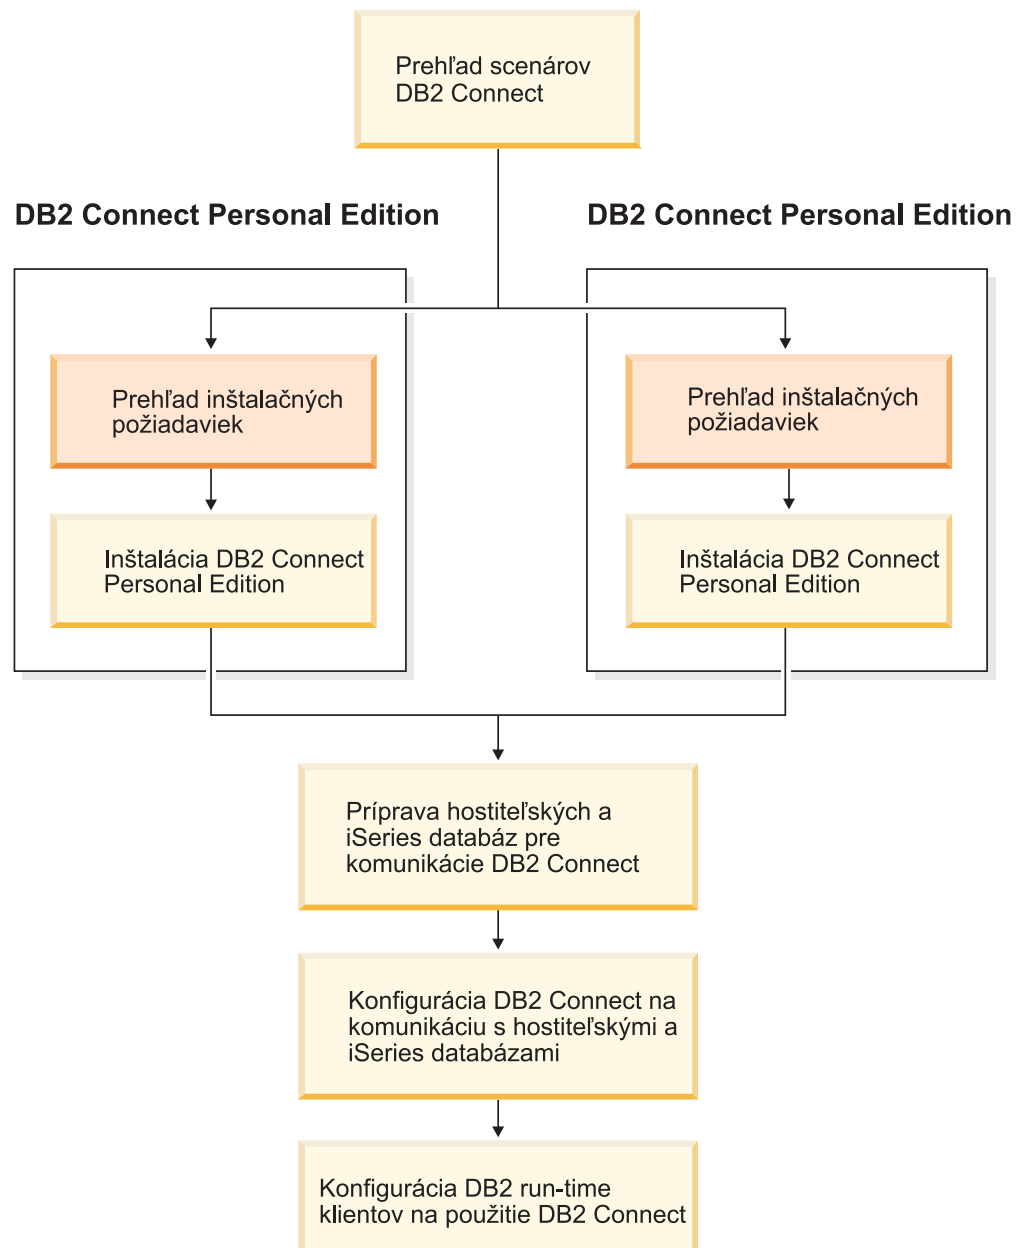 Prehľad scenárov
DB2 Connect
DB2 Connect Personal Edition
DB2 Connect Personal Edition
Prehľad inštalačných
požiadaviek
Prehľad inštalačných
požiadaviek
Inštalácia DB2 Connect
Personal Edition
Inštalácia DB2 Connect
Personal Edition
Príprava hostiteľských a
iSeries databáz pre
komunikácie DB2 Connect
Konfigurácia DB2 Connect na
komunikáciu s hostiteľskými a
iSeries databázami
Konfigurácia DB2 run-time
klientov na použitie DB2 Connect